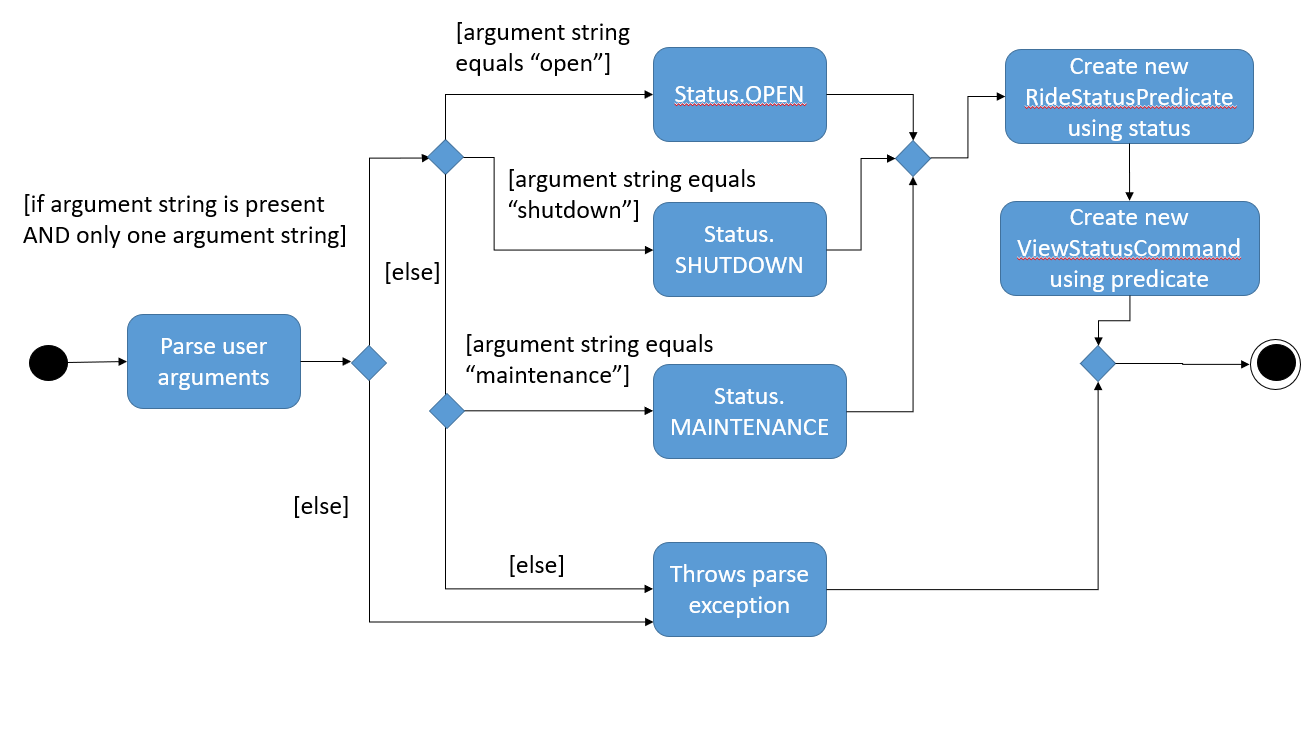 [argument string
equals “open”]
Status.OPEN
Create new
RideStatusPredicate
using status
[argument string equals
“shutdown”]
Status.
SHUTDOWN
[if argument string is present
AND only one argument string]
Create new
ViewStatusCommand
using predicate
[else]
Parse user
arguments
[argument string equals
“maintenance”]
Status.
MAINTENANCE
[else]
[else]
Throws parse
exception